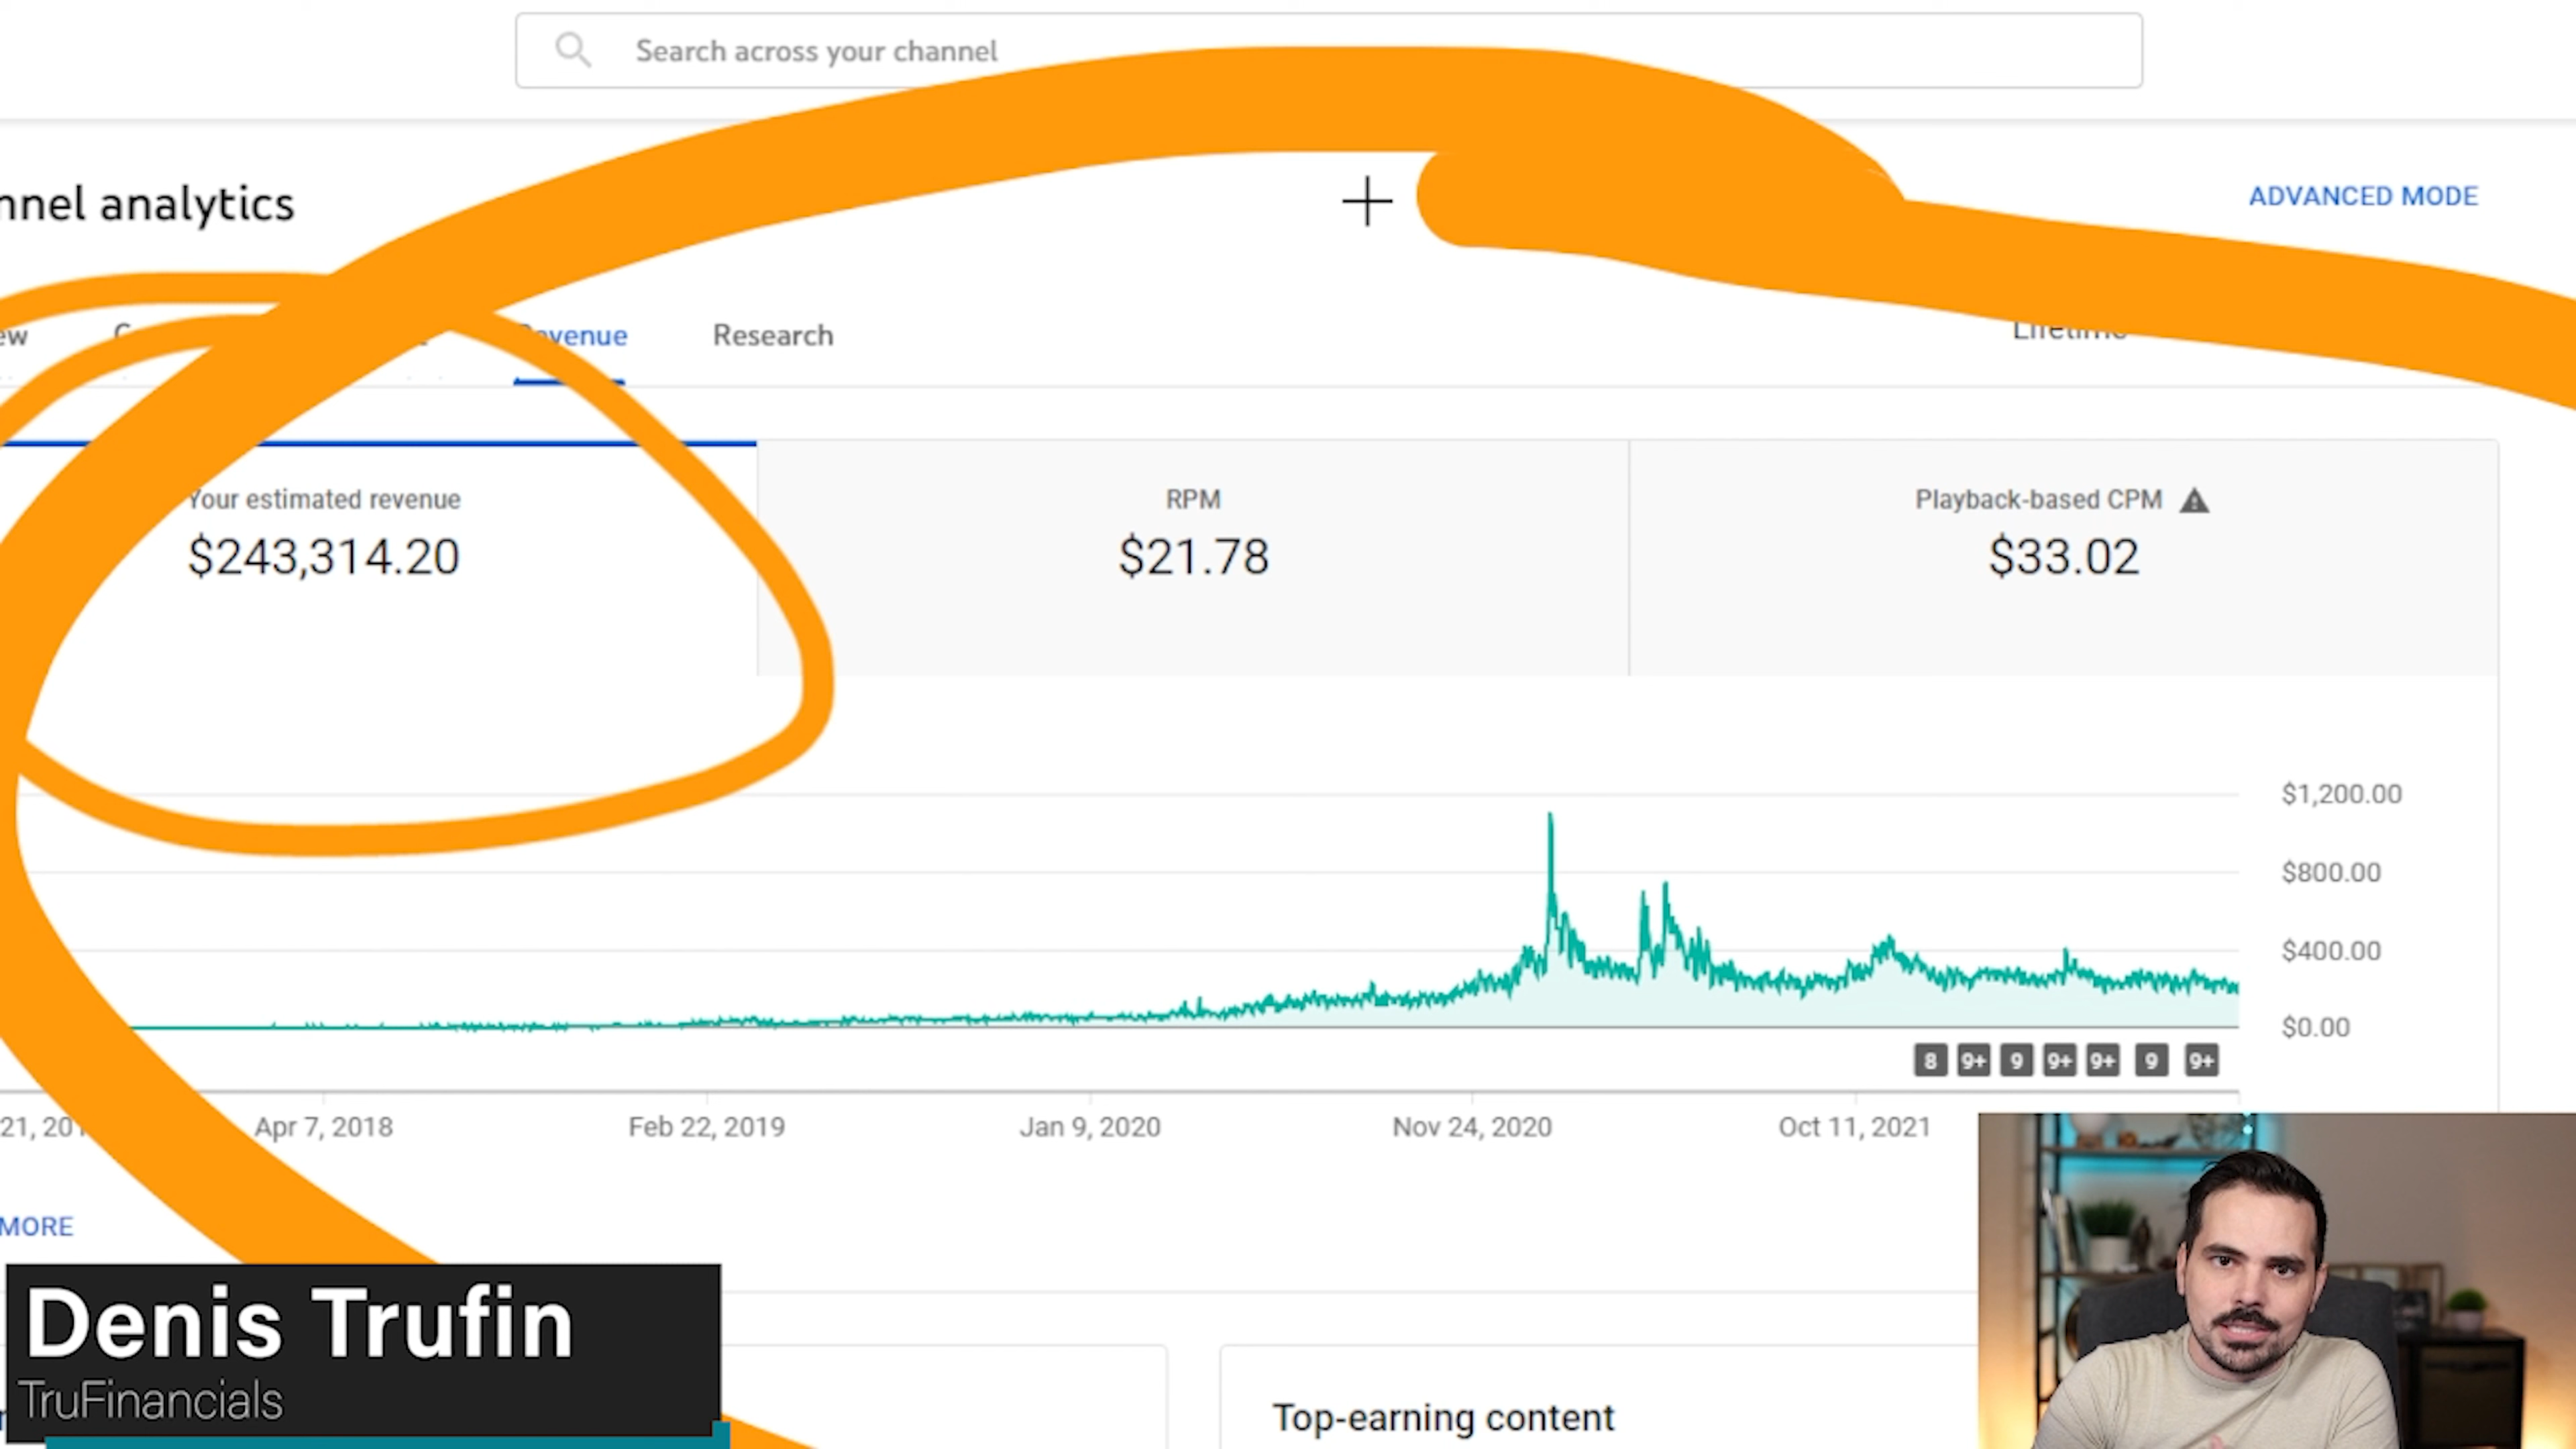 Search across your channel
analytics
ADVANCED MODE
Research
Your estimated revenue
$243,314.20
RPM
$21.78
Playback-based CPM
$33.02
$1,200.00
$800.00
$400.00
$0.00
8 9+ 9 9+ 9+ 9 9+
Apr 7, 2018
Feb 22, 2019
Jan 9, 2020
Nov 24, 2020
Oct 11, 2021
MORE
Denis Trufin
TruFinancials
Top-earning content